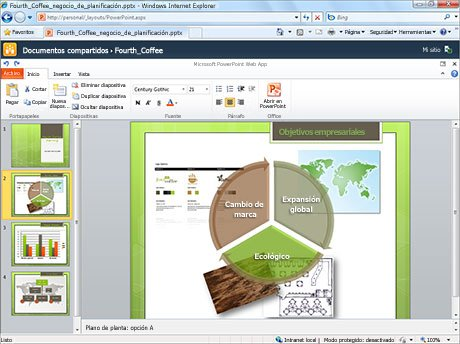 Fourth_Coffee_negocio_de_planificación.pptx - Windows Internet Explorer
http://personal/_layouts/PowerPoint.aspx
Bing
Favoritos
Fourth_Coffee_negocio_de_planificación.pptx
Página Seguridad Herramientas
Documentos compartidos Fourth_Coffee
Mi sitio
Microsoft PowerPoint Web App
Archivo Inicio Insertar Vista
Pegar
Cortar
Copiar
Portapapeles
Nueva diapositiva...
Eliminar diapositiva
Duplicar diapositiva
Ocultar diapositiva
Diapositivas
Century Gothic 21
Fuente
Párrafo
Abrir en PowerPoint
Office
1
2
3
4
Objetivos empresariales
Cambio de marca
Expansión global
Ecológico
Plano de planta: opción A
Listo
Intranet local | Modo protegido: desactivado
100%